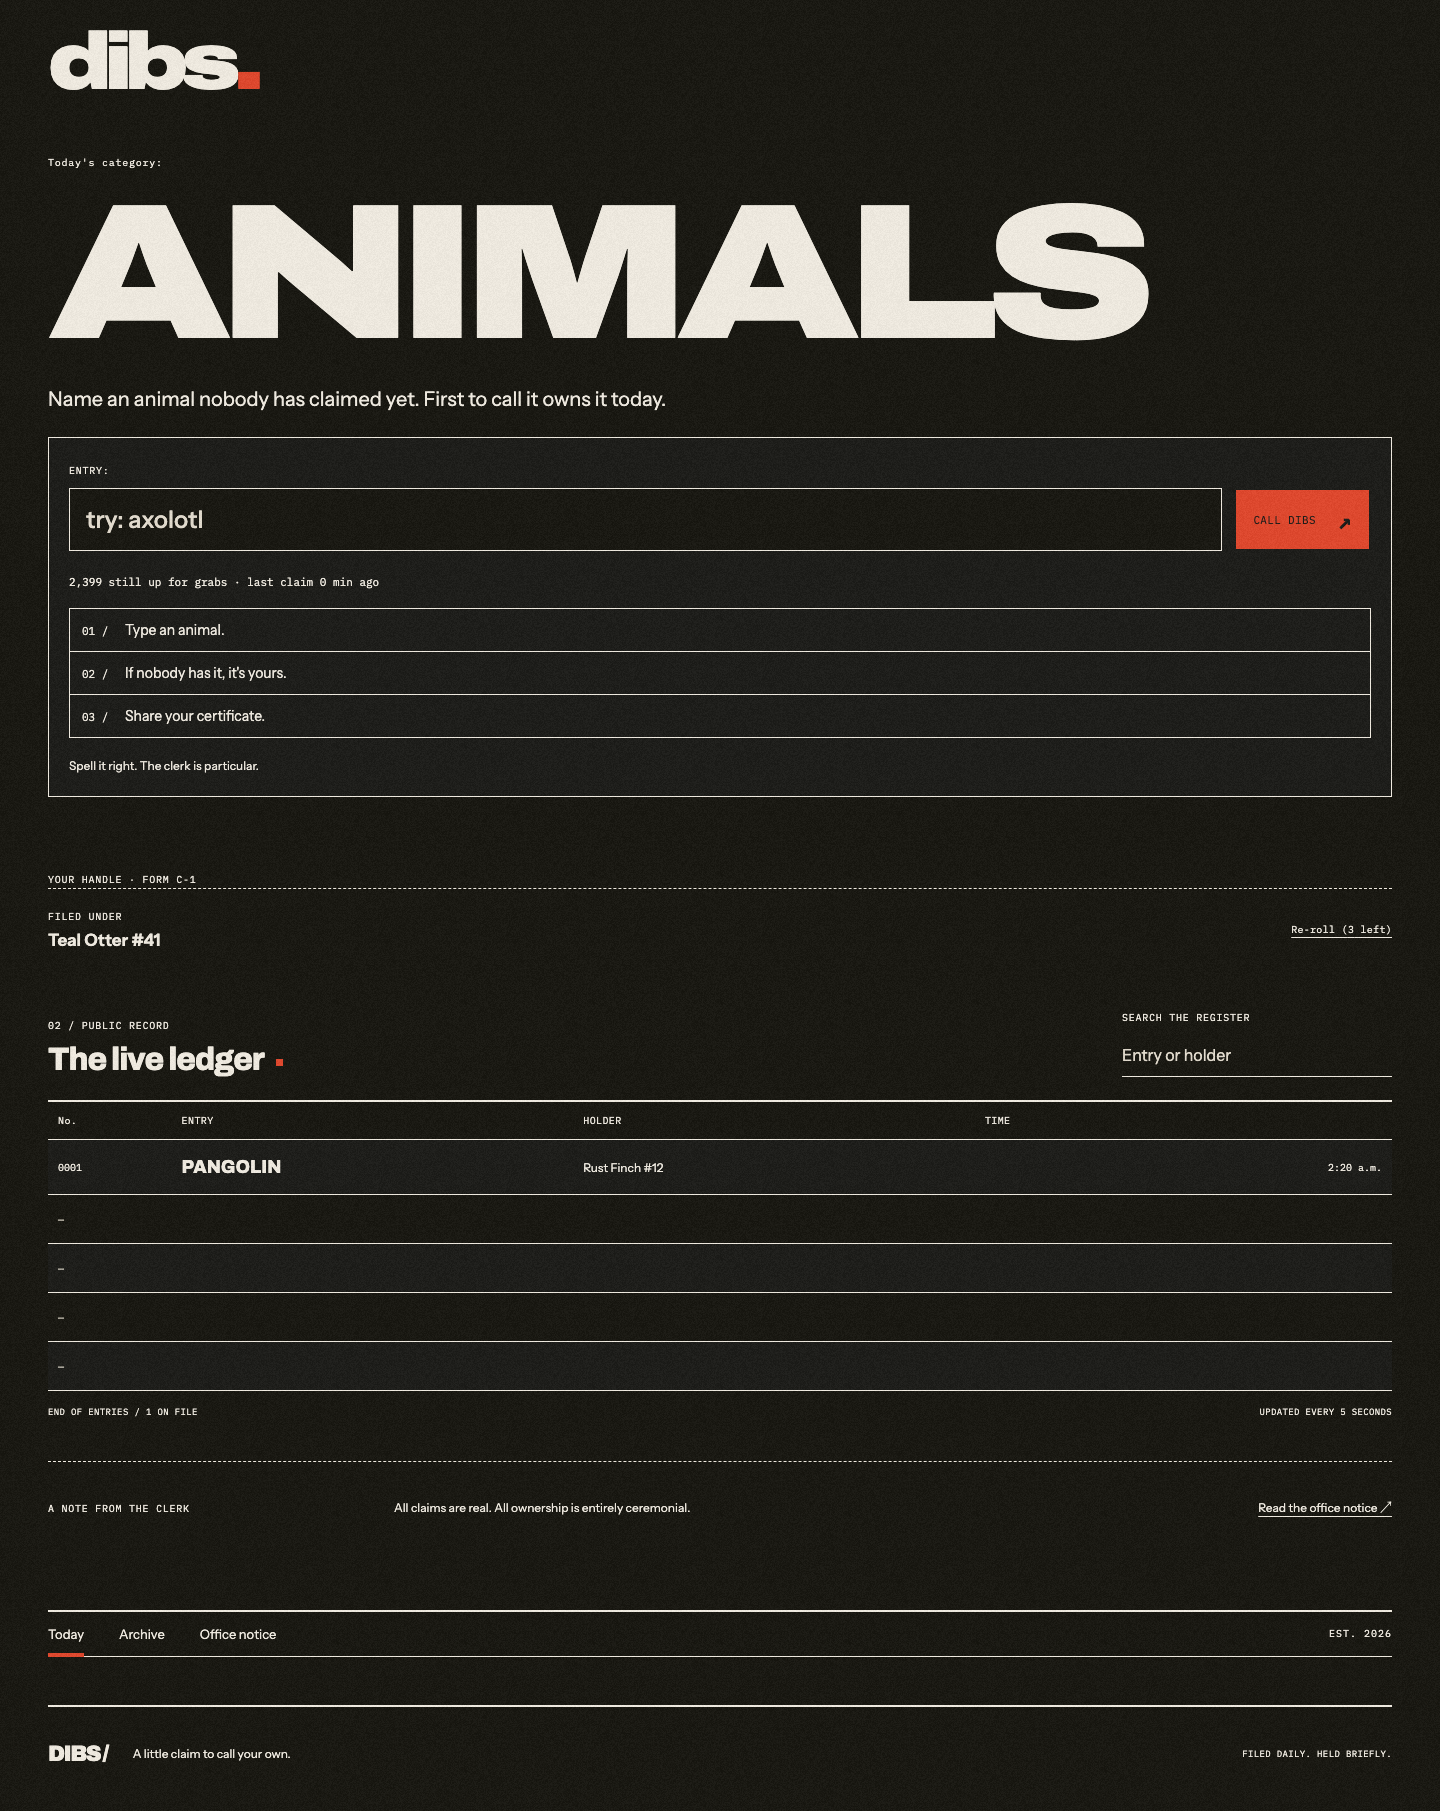 dibs.
Today's category:
ANIMALS
Name an animal nobody has claimed yet. First to call it owns it today.
ENTRY:
try: axolotl
CALL DIBS ↗
2,399 still up for grabs · last claim 0 min ago
01 / Type an animal.
02 / If nobody has it, it's yours.
03 / Share your certificate.
Spell it right. The clerk is particular.
YOUR HANDLE · FORM C-1
FILED UNDER
Teal Otter #41
Re-roll (3 left)
02 / PUBLIC RECORD
The live ledger
SEARCH THE REGISTER
Entry or holder
No. ENTRY HOLDER TIME
0001 PANGOLIN Rust Finch #12 2:20 a.m.
—
—
—
—
END OF ENTRIES / 1 ON FILE UPDATED EVERY 5 SECONDS
A NOTE FROM THE CLERK All claims are real. All ownership is entirely ceremonial. Read the office notice ↗
Today Archive Office notice EST. 2026
DIBS/ A little claim to call your own. FILED DAILY. HELD BRIEFLY.